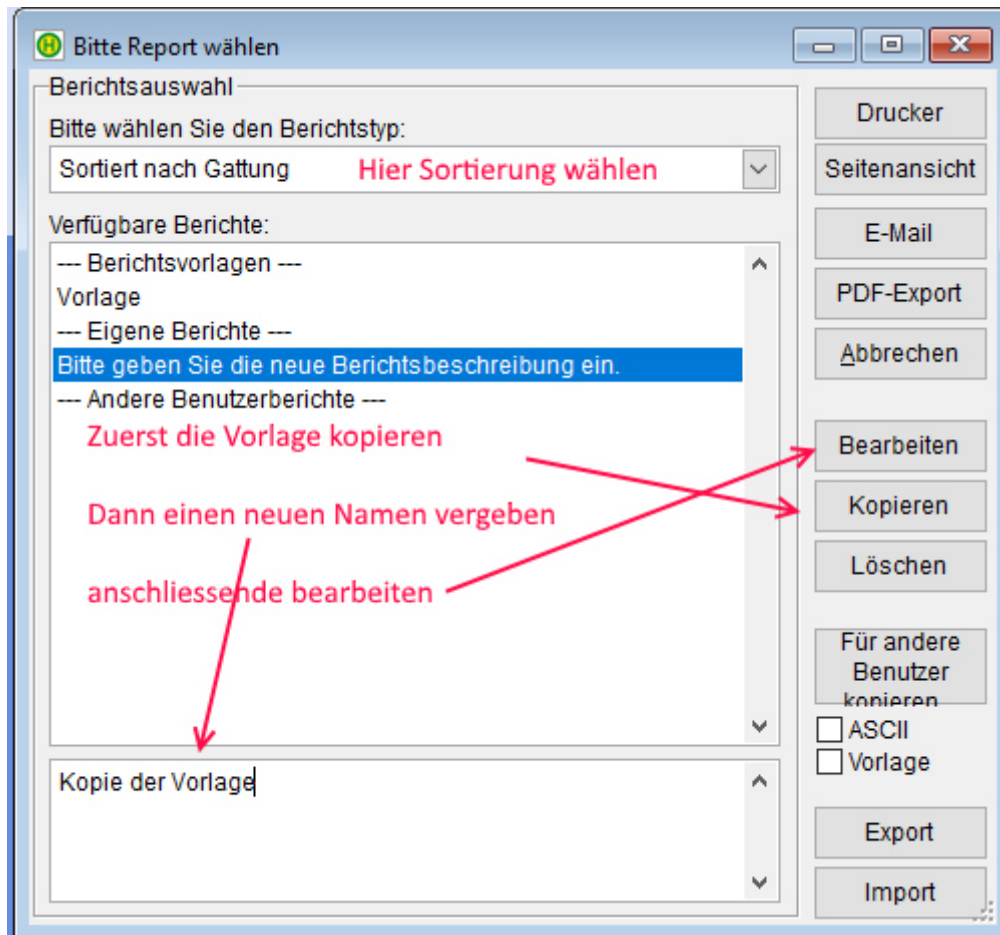 H Bitte Report wählen
Berichtsauswahl
Bitte wählen Sie den Berichtstyp:
Sortiert nach Gattung Hier Sortierung wählen
Verfügbare Berichte:
--- Berichtsvorlagen ---
Vorlage
--- Eigene Berichte ---
Bitte geben Sie die neue Berichtsbeschreibung ein.
--- Andere Benutzerberichte ---
Zuerst die Vorlage kopieren
Dann einen neuen Namen vergeben
anschliessende bearbeiten
Kopie der Vorlage
Drucker
Seitenansicht
E-Mail
PDF-Export
Abbrechen
Bearbeiten
Kopieren
Löschen
Für andere
Benutzer
kopieren
ASCII
Vorlage
Export
Import